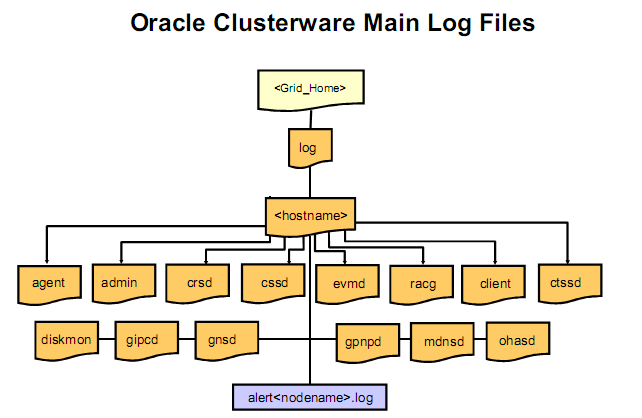 Oracle Clusterware Main Log Files
<Grid_Home>
log
<hostname>
agent
admin
crsd
cssd
evmd
racg
client
ctssd
diskmon
gipcd
gnsd
gpnpd
mdnsd
ohasd
alert<nodename>.log